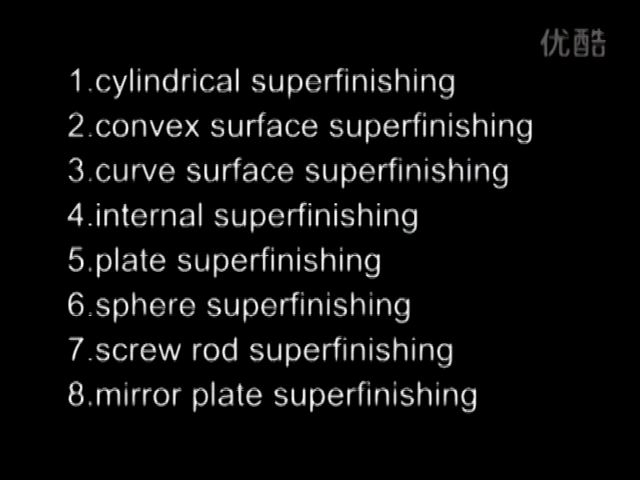 优酷
1.cylindrical superfinishing
2.convex surface superfinishing
3.curve surface superfinishing
4.internal superfinishing
5.plate superfinishing
6.sphere superfinishing
7.screw rod superfinishing
8.mirror plate superfinishing